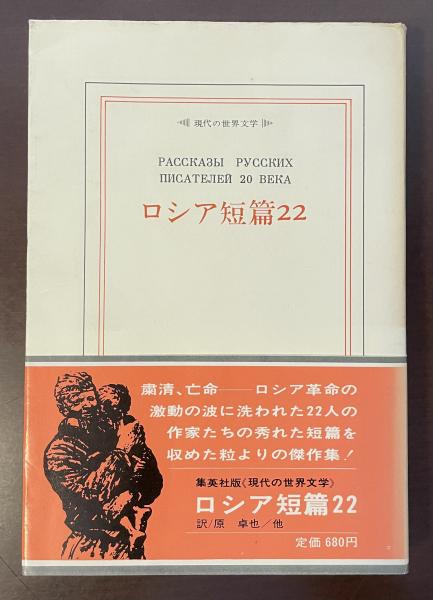 現代の世界文学
РАССКАЗЫ РУССКИХ
ПИСАТЕЛЕЙ 20 ВЕКА
ロシア短篇22
粛清、亡命――ロシア革命の
激動の波に洗われた22人の
作家たちの秀れた短篇を
収めた粒よりの傑作集!
集英社版《現代の世界文学》
ロシア短篇22
訳/原 卓也/他
定価 680円